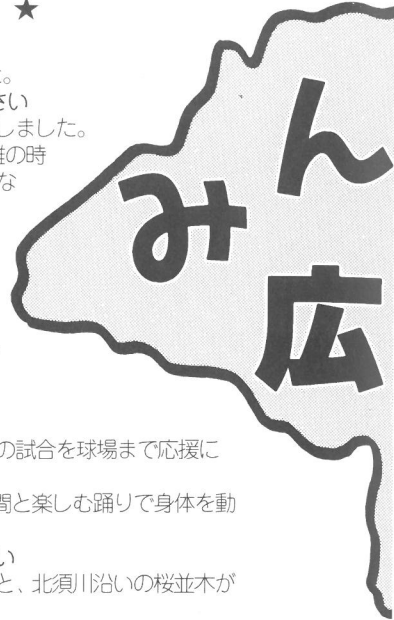 ★
。
さい
しました。
の時
な
みん
広
の試合を球場まで応援に
間と楽しむ踊りで身体を動
い
と、北須川沿いの桜並木が